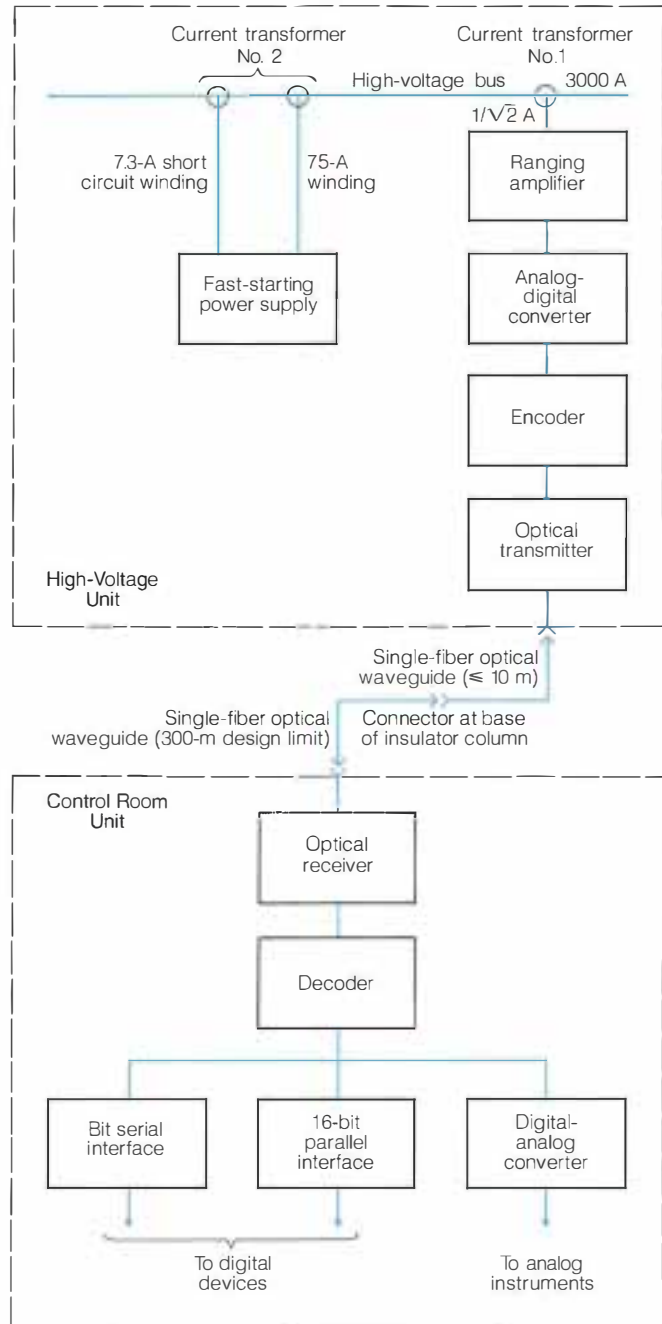 Current transformer
No. 2
Current transformer
No.1
High-voltage bus
3000 A
1/√2 A
7.3-A short
circuit winding
75-A
winding
Ranging
amplifier
Fast-starting
power supply
Analog-
digital
converter
Encoder
Optical
transmitter
High-Voltage
Unit
Single-fiber optical
waveguide (≤ 10 m)
Single-fiber optical
waveguide (300-m design limit)
Connector at base
of insulator column
Control Room
Unit
Optical
receiver
Decoder
Bit serial
interface
16-bit
parallel
interface
Digital-
analog
converter
To digital
devices
To analog
instruments